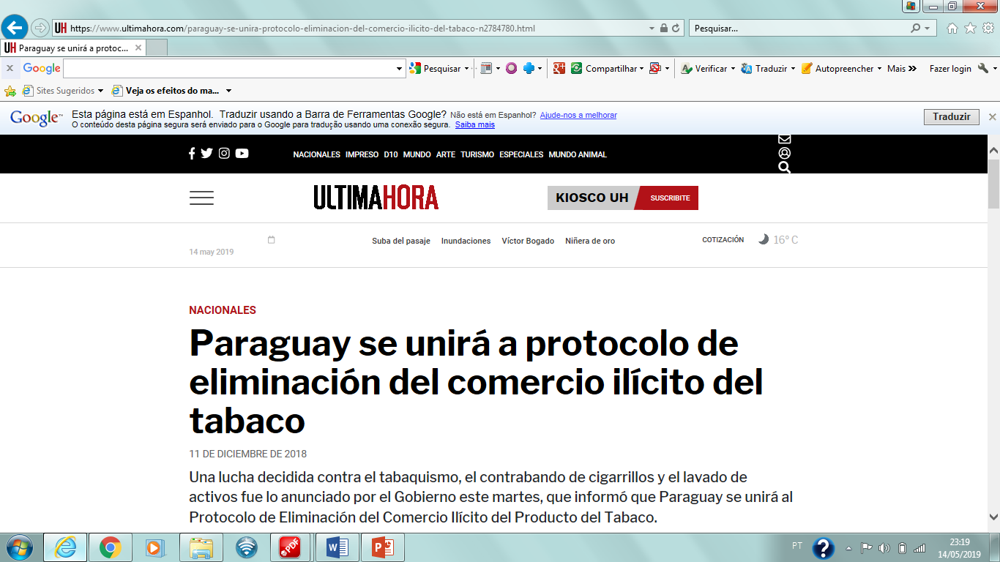 UH https://www.ultimahora.com/paraguay-se-unira-protocolo-eliminacion-del-comercio-ilicito-del-tabaco-n2784780.html
Pesquisar...
UH Paraguay se unirá a protoc...
x Google Pesquisar Compartilhar Verificar Traduzir Autopreencher Mais Fazer login
Sites Sugeridos Veja os efeitos do ma...
Google™ Esta página está em Espanhol. Traduzir usando a Barra de Ferramentas Google? Não está em Espanhol? Ajude-nos a melhorar Traduzir
O conteúdo desta página segura será enviado para o Google para tradução usando uma conexão segura. Saiba mais
NACIONALES IMPRESO D10 MUNDO ARTE TURISMO ESPECIALES MUNDO ANIMAL
ULTIMAHORA KIOSCO UH SUSCRIBITE
Suba del pasaje Inundaciones Víctor Bogado Niñera de oro COTIZACIÓN 16° C
14 may 2019
NACIONALES
Paraguay se unirá a protocolo de
eliminación del comercio ilícito del
tabaco
11 DE DICIEMBRE DE 2018
Una lucha decidida contra el tabaquismo, el contrabando de cigarrillos y el lavado de
activos fue lo anunciado por el Gobierno este martes, que informó que Paraguay se unirá al
Protocolo de Eliminación del Comercio Ilícito del Producto del Tabaco.
PDF
PT 23:19
14/05/2019